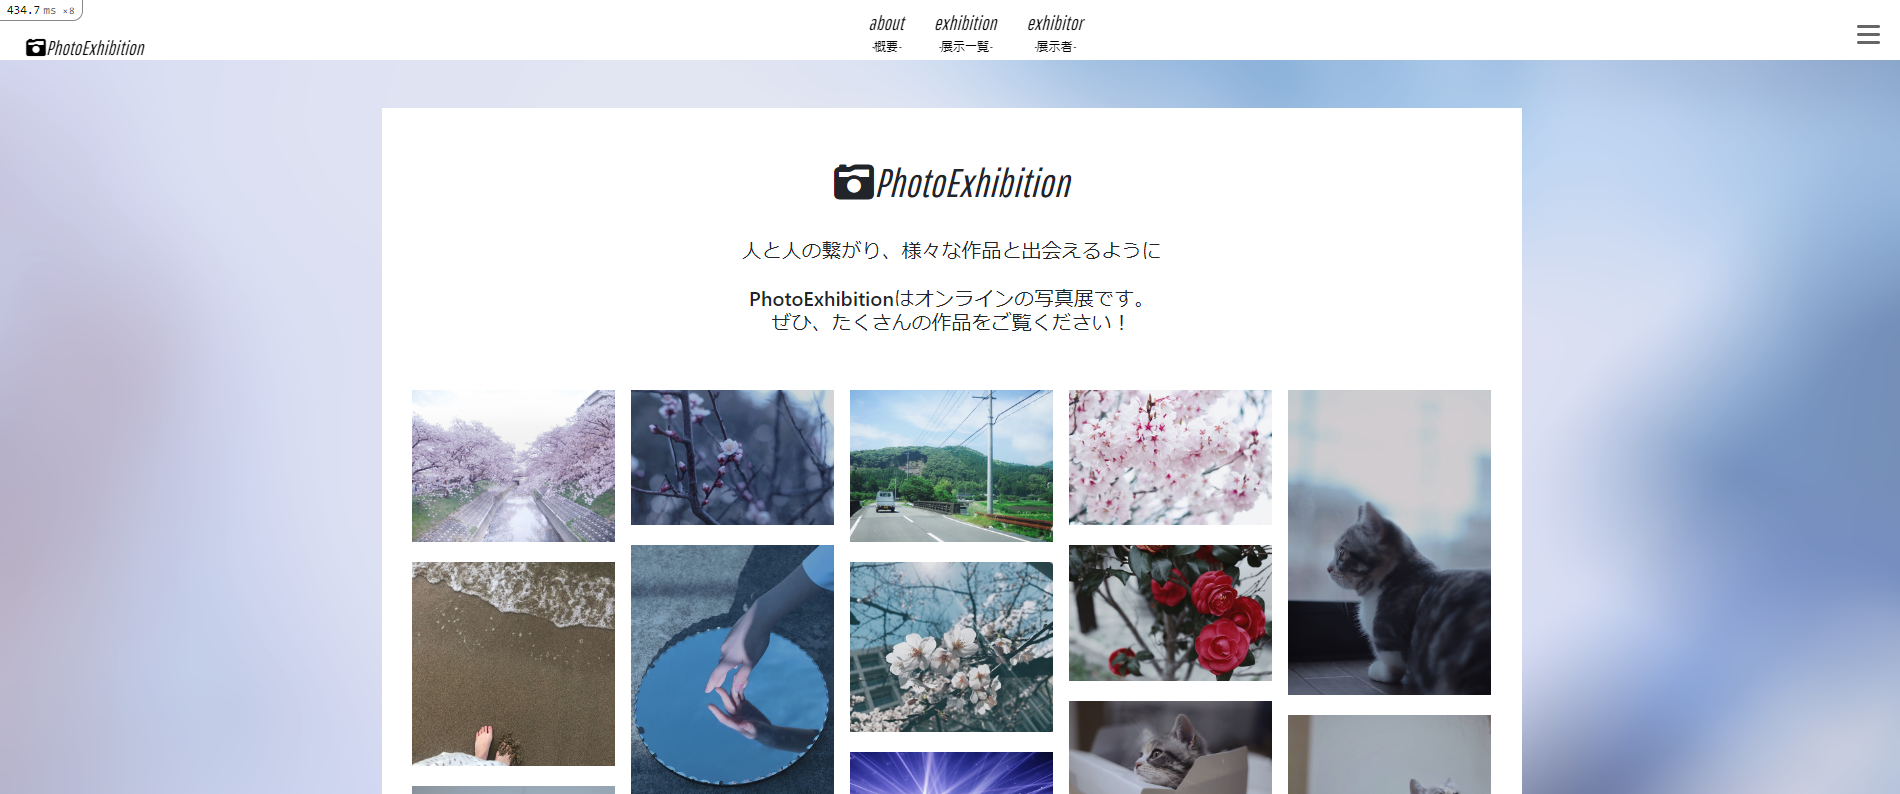 434.7 ms ×8
PhotoExhibition
about
exhibition
exhibitor
-概要-
-展示一覧-
-展示者-
PhotoExhibition
人と人の繋がり、様々な作品と出会えるように
PhotoExhibitionはオンラインの写真展です。
ぜひ、たくさんの作品をご覧ください！